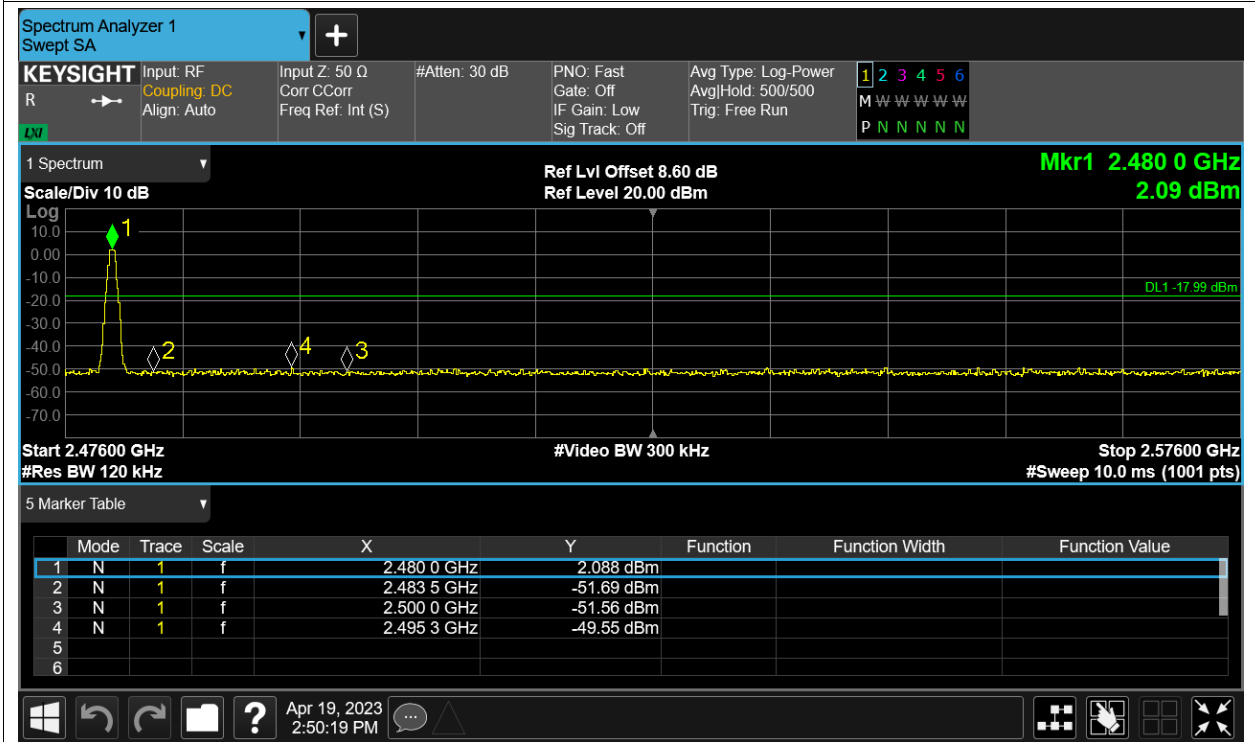 Spectrum Analyzer 1
Swept SA
+
KEYSIGHT Input: RF Input Z: 50 Ω #Atten: 30 dB PNO: Fast Avg Type: Log-Power 1 2 3 4 5 6
R Coupling: DC Corr CCorr Gate: Off Avg|Hold: 500/500 M W W W W W
Align: Auto Freq Ref: Int (S) IF Gain: Low Trig: Free Run
LXI Sig Track: Off P N N N N N
1 Spectrum Ref Lvl Offset 8.60 dB Mkr1 2.480 0 GHz
Scale/Div 10 dB Ref Level 20.00 dBm 2.09 dBm
Log
1
10.0
0.00
-10.0
DL1 -17.99 dBm
-20.0
-30.0
-40.0
2 4 3
-50.0
-60.0
-70.0
Start 2.47600 GHz #Video BW 300 kHz Stop 2.57600 GHz
#Res BW 120 kHz #Sweep 10.0 ms (1001 pts)
5 Marker Table
Mode Trace Scale X Y Function Function Width Function Value
1 N 1 f 2.480 0 GHz 2.088 dBm
2 N 1 f 2.483 5 GHz -51.69 dBm
3 N 1 f 2.500 0 GHz -51.56 dBm
4 N 1 f 2.495 3 GHz -49.55 dBm
5
6
? Apr 19, 2023
2:50:19 PM